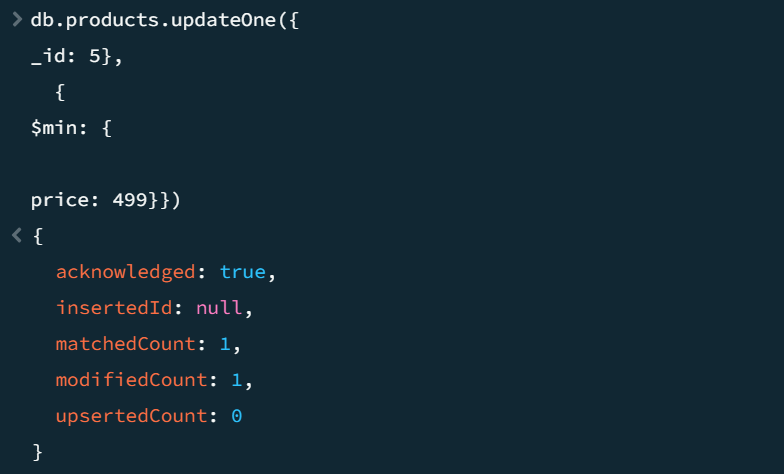 > db.products.updateOne({
_id: 5},
{
$min: {
price: 499}})
< {
acknowledged: true,
insertedId: null,
matchedCount: 1,
modifiedCount: 1,
upsertedCount: 0
}